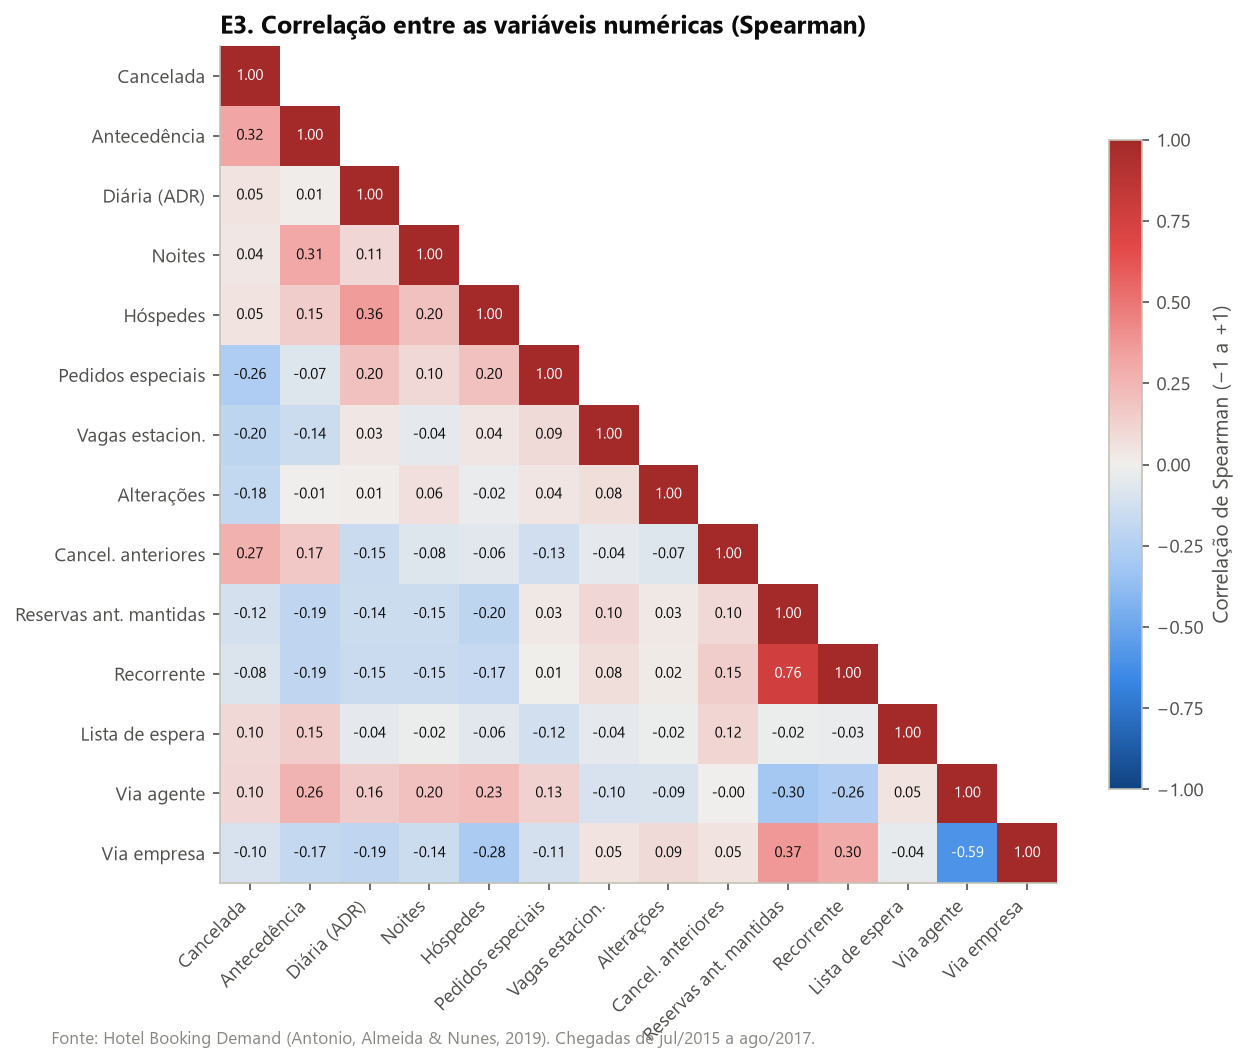 E3. Correlação entre as variáveis numéricas (Spearman)
Cancelada 1.00
Antecedência 0.32 1.00
Diária (ADR) 0.05 0.01 1.00
Noites 0.04 0.31 0.11 1.00
Hóspedes 0.05 0.15 0.36 0.20 1.00
Pedidos especiais -0.26 -0.07 0.20 0.10 0.20 1.00
Vagas estacion. -0.20 -0.14 0.03 -0.04 0.04 0.09 1.00
Alterações -0.18 -0.01 0.01 0.06 -0.02 0.04 0.08 1.00
Cancel. anteriores 0.27 0.17 -0.15 -0.08 -0.06 -0.13 -0.04 -0.07 1.00
Reservas ant. mantidas -0.12 -0.19 -0.14 -0.15 -0.20 0.03 0.10 0.03 0.10 1.00
Recorrente -0.08 -0.19 -0.15 -0.15 -0.17 0.01 0.08 0.02 0.15 0.76 1.00
Lista de espera 0.10 0.15 -0.04 -0.02 -0.06 -0.12 -0.04 -0.02 0.12 -0.02 -0.03 1.00
Via agente 0.10 0.26 0.16 0.20 0.23 0.13 -0.10 -0.09 -0.00 -0.30 -0.26 0.05 1.00
Via empresa -0.10 -0.17 -0.19 -0.14 -0.28 -0.11 0.05 0.09 0.05 0.37 0.30 -0.04 -0.59 1.00
Cancelada
Antecedência
Diária (ADR)
Noites
Hóspedes
Pedidos especiais
Vagas estacion.
Alterações
Cancel. anteriores
Reservas ant. mantidas
Recorrente
Lista de espera
Via agente
Via empresa
1.00
0.75
0.50
0.25
0.00
−0.25
−0.50
−0.75
−1.00
Correlação de Spearman (−1 a +1)
Fonte: Hotel Booking Demand (Antonio, Almeida & Nunes, 2019). Chegadas de jul/2015 a ago/2017.